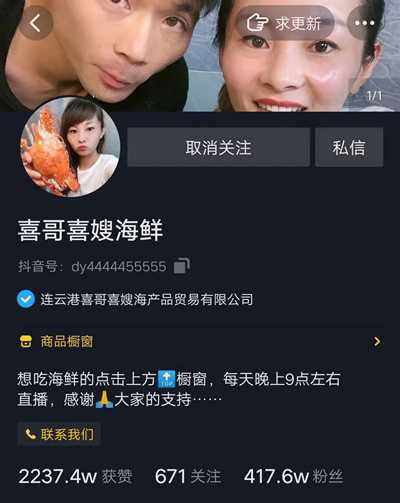 求更新
1/1
取消关注
私信
喜哥喜嫂海鲜
抖音号：dy4444455555
连云港喜哥喜嫂海产品贸易有限公司
商品橱窗
想吃海鲜的点击上方🔝橱窗，每天晚上9点左右
直播，感谢🙏大家的支持……
联系我们
2237.4w 获赞 671 关注 417.6w 粉丝